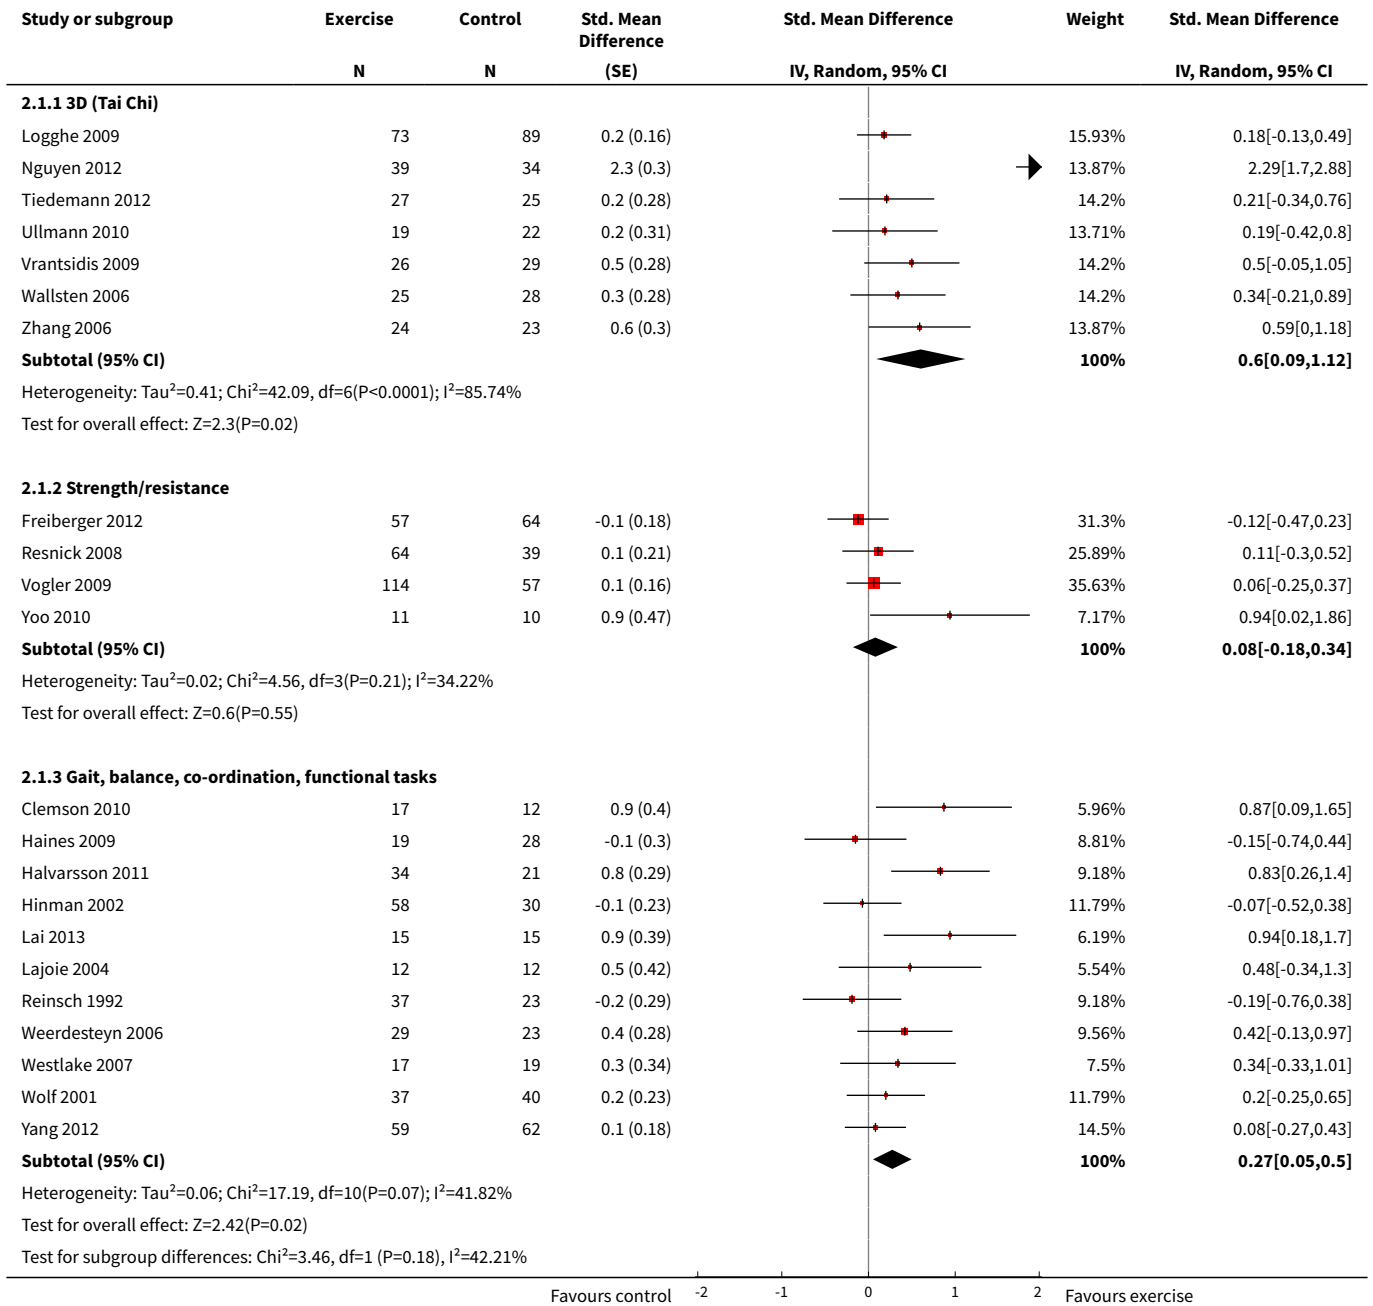 Study or subgroup Exercise Control Std. Mean Difference Std. Mean Difference Weight Std. Mean Difference
N N (SE) IV, Random, 95% CI IV, Random, 95% CI
2.1.1 3D (Tai Chi)
Logghe 2009 73 89 0.2 (0.16) 15.93% 0.18[-0.13,0.49]
Nguyen 2012 39 34 2.3 (0.3) 13.87% 2.29[1.7,2.88]
Tiedemann 2012 27 25 0.2 (0.28) 14.2% 0.21[-0.34,0.76]
Ullmann 2010 19 22 0.2 (0.31) 13.71% 0.19[-0.42,0.8]
Vrantsidis 2009 26 29 0.5 (0.28) 14.2% 0.5[-0.05,1.05]
Wallsten 2006 25 28 0.3 (0.28) 14.2% 0.34[-0.21,0.89]
Zhang 2006 24 23 0.6 (0.3) 13.87% 0.59[0,1.18]
Subtotal (95% CI) 100% 0.6[0.09,1.12]
Heterogeneity: Tau²=0.41; Chi²=42.09, df=6(P<0.0001); I²=85.74%
Test for overall effect: Z=2.3(P=0.02)
2.1.2 Strength/resistance
Freiberger 2012 57 64 -0.1 (0.18) 31.3% -0.12[-0.47,0.23]
Resnick 2008 64 39 0.1 (0.21) 25.89% 0.11[-0.3,0.52]
Vogler 2009 114 57 0.1 (0.16) 35.63% 0.06[-0.25,0.37]
Yoo 2010 11 10 0.9 (0.47) 7.17% 0.94[0.02,1.86]
Subtotal (95% CI) 100% 0.08[-0.18,0.34]
Heterogeneity: Tau²=0.02; Chi²=4.56, df=3(P=0.21); I²=34.22%
Test for overall effect: Z=0.6(P=0.55)
2.1.3 Gait, balance, co-ordination, functional tasks
Clemson 2010 17 12 0.9 (0.4) 5.96% 0.87[0.09,1.65]
Haines 2009 19 28 -0.1 (0.3) 8.81% -0.15[-0.74,0.44]
Halvarsson 2011 34 21 0.8 (0.29) 9.18% 0.83[0.26,1.4]
Hinman 2002 58 30 -0.1 (0.23) 11.79% -0.07[-0.52,0.38]
Lai 2013 15 15 0.9 (0.39) 6.19% 0.94[0.18,1.7]
Lajoie 2004 12 12 0.5 (0.42) 5.54% 0.48[-0.34,1.3]
Reinsch 1992 37 23 -0.2 (0.29) 9.18% -0.19[-0.76,0.38]
Weerdesteyn 2006 29 23 0.4 (0.28) 9.56% 0.42[-0.13,0.97]
Westlake 2007 17 19 0.3 (0.34) 7.5% 0.34[-0.33,1.01]
Wolf 2001 37 40 0.2 (0.23) 11.79% 0.2[-0.25,0.65]
Yang 2012 59 62 0.1 (0.18) 14.5% 0.08[-0.27,0.43]
Subtotal (95% CI) 100% 0.27[0.05,0.5]
Heterogeneity: Tau²=0.06; Chi²=17.19, df=10(P=0.07); I²=41.82%
Test for overall effect: Z=2.42(P=0.02)
Test for subgroup differences: Chi²=3.46, df=1 (P=0.18), I²=42.21%
Favours control -2 -1 0 1 2 Favours exercise